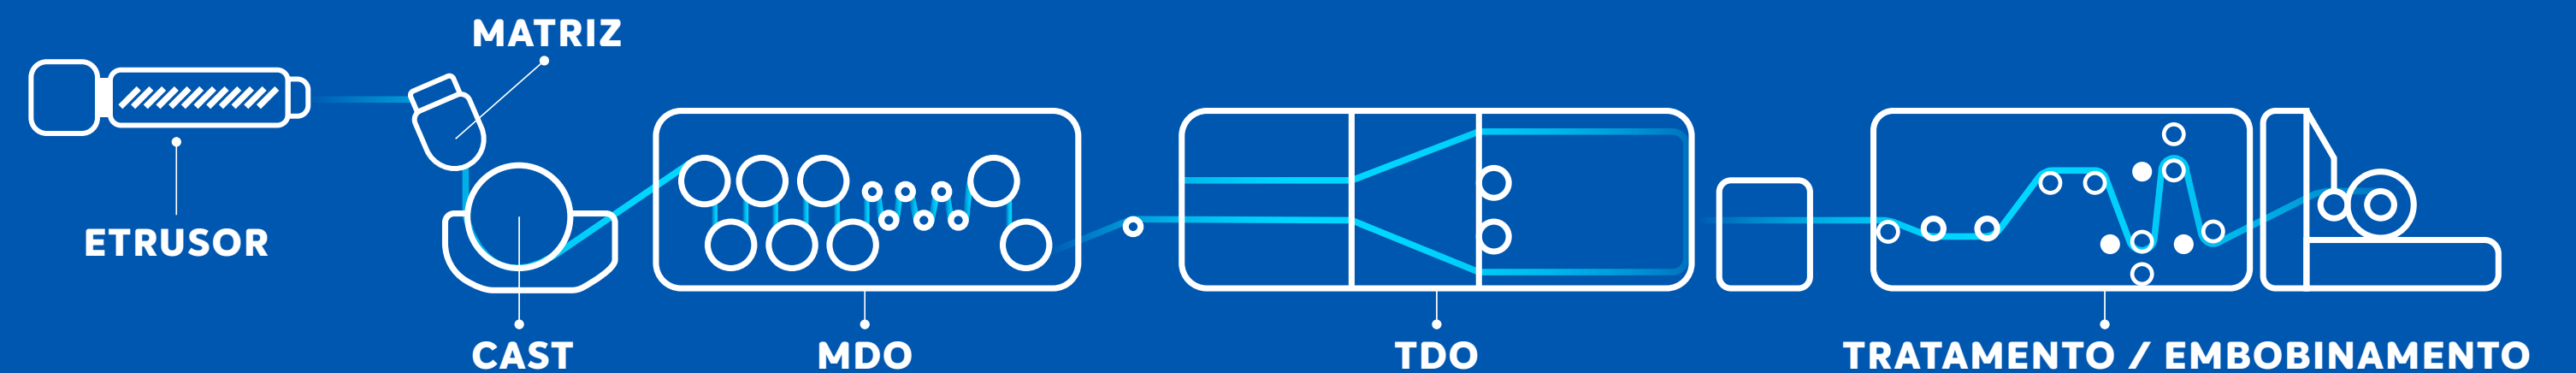 MATRIZ
ETRUSOR
CAST
MDO
TDO
TRATAMENTO / EMBOBINAMENTO